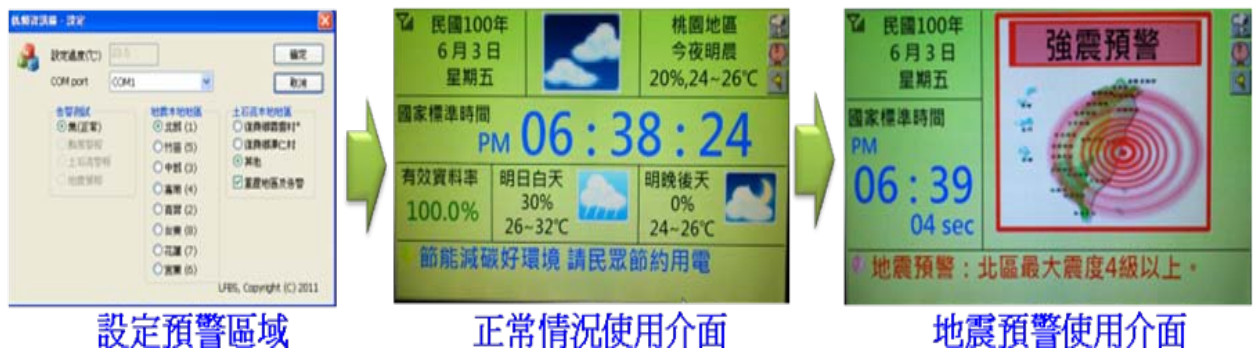 設定
設定溫度(℃)
確定
COM port
COM1
取消
告警測試
無(正常)
地震本地地區
北部 (1)
竹苗 (5)
中部 (3)
嘉南 (4)
高屏 (2)
台東 (8)
花蓮 (7)
宜蘭 (6)
土石流本地地區
其他
重置地區及告警
LFBS, Copyright (C) 2011
設定預警區域
民國100年
6月3日
星期五
桃園地區
今夜明晨
20%,24~26℃
國家標準時間
PM 06:38:24
有效資料率
100.0%
明日白天
30%
26~32℃
明晚後天
0%
24~26℃
節能減碳好環境 請民眾節約用電
正常情況使用介面
民國100年
6月3日
星期五
國家標準時間
PM
06:39
04 sec
強震預警
地震預警：北區最大震度4級以上。
地震預警使用介面